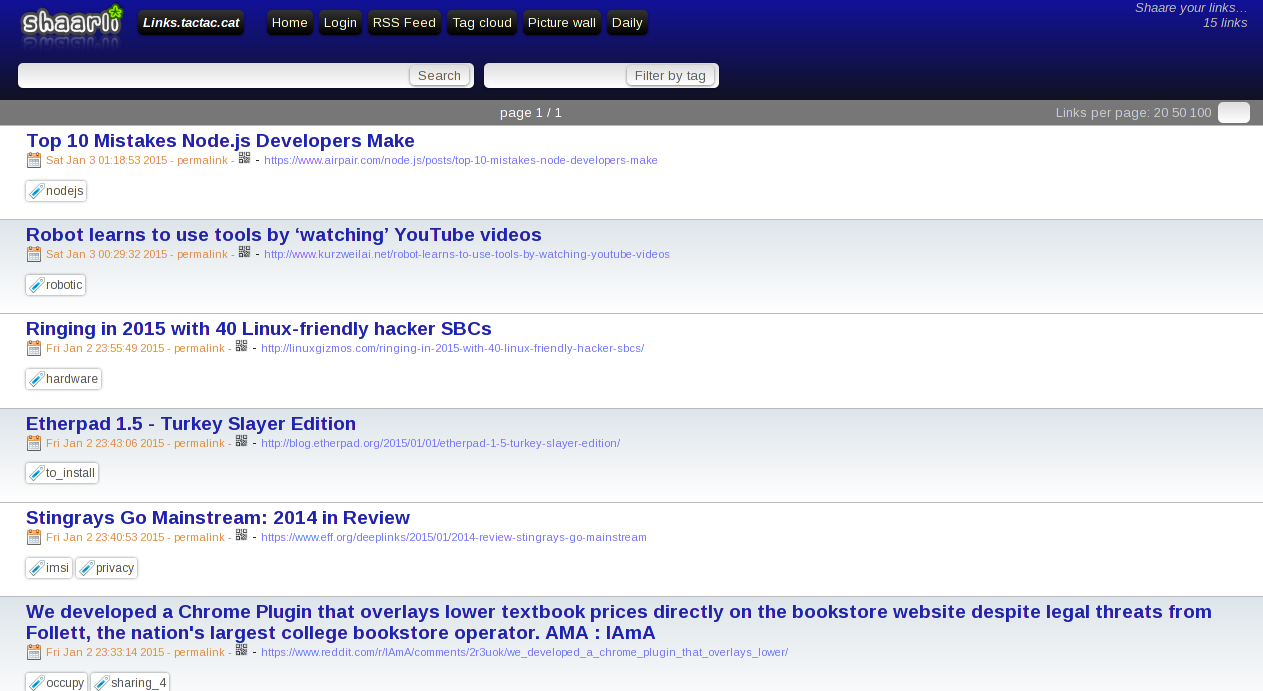 shaarli Links.tactac.cat Home Login RSS Feed Tag cloud Picture wall Daily
Shaare your links...
15 links
Search Filter by tag
page 1 / 1 Links per page: 20 50 100
Top 10 Mistakes Node.js Developers Make
Sat Jan 3 01:18:53 2015 - permalink - - https://www.airpair.com/node.js/posts/top-10-mistakes-node-developers-make
nodejs
Robot learns to use tools by ‘watching’ YouTube videos
Sat Jan 3 00:29:32 2015 - permalink - - http://www.kurzweilai.net/robot-learns-to-use-tools-by-watching-youtube-videos
robotic
Ringing in 2015 with 40 Linux-friendly hacker SBCs
Fri Jan 2 23:55:49 2015 - permalink - - http://linuxgizmos.com/ringing-in-2015-with-40-linux-friendly-hacker-sbcs/
hardware
Etherpad 1.5 - Turkey Slayer Edition
Fri Jan 2 23:43:06 2015 - permalink - - http://blog.etherpad.org/2015/01/01/etherpad-1-5-turkey-slayer-edition/
to_install
Stingrays Go Mainstream: 2014 in Review
Fri Jan 2 23:40:53 2015 - permalink - - https://www.eff.org/deeplinks/2015/01/2014-review-stingrays-go-mainstream
imsi privacy
We developed a Chrome Plugin that overlays lower textbook prices directly on the bookstore website despite legal threats from
Follett, the nation's largest college bookstore operator. AMA : IAmA
Fri Jan 2 23:33:14 2015 - permalink - - https://www.reddit.com/r/IAmA/comments/2r3uok/we_developed_a_chrome_plugin_that_overlays_lower/
occupy sharing_4